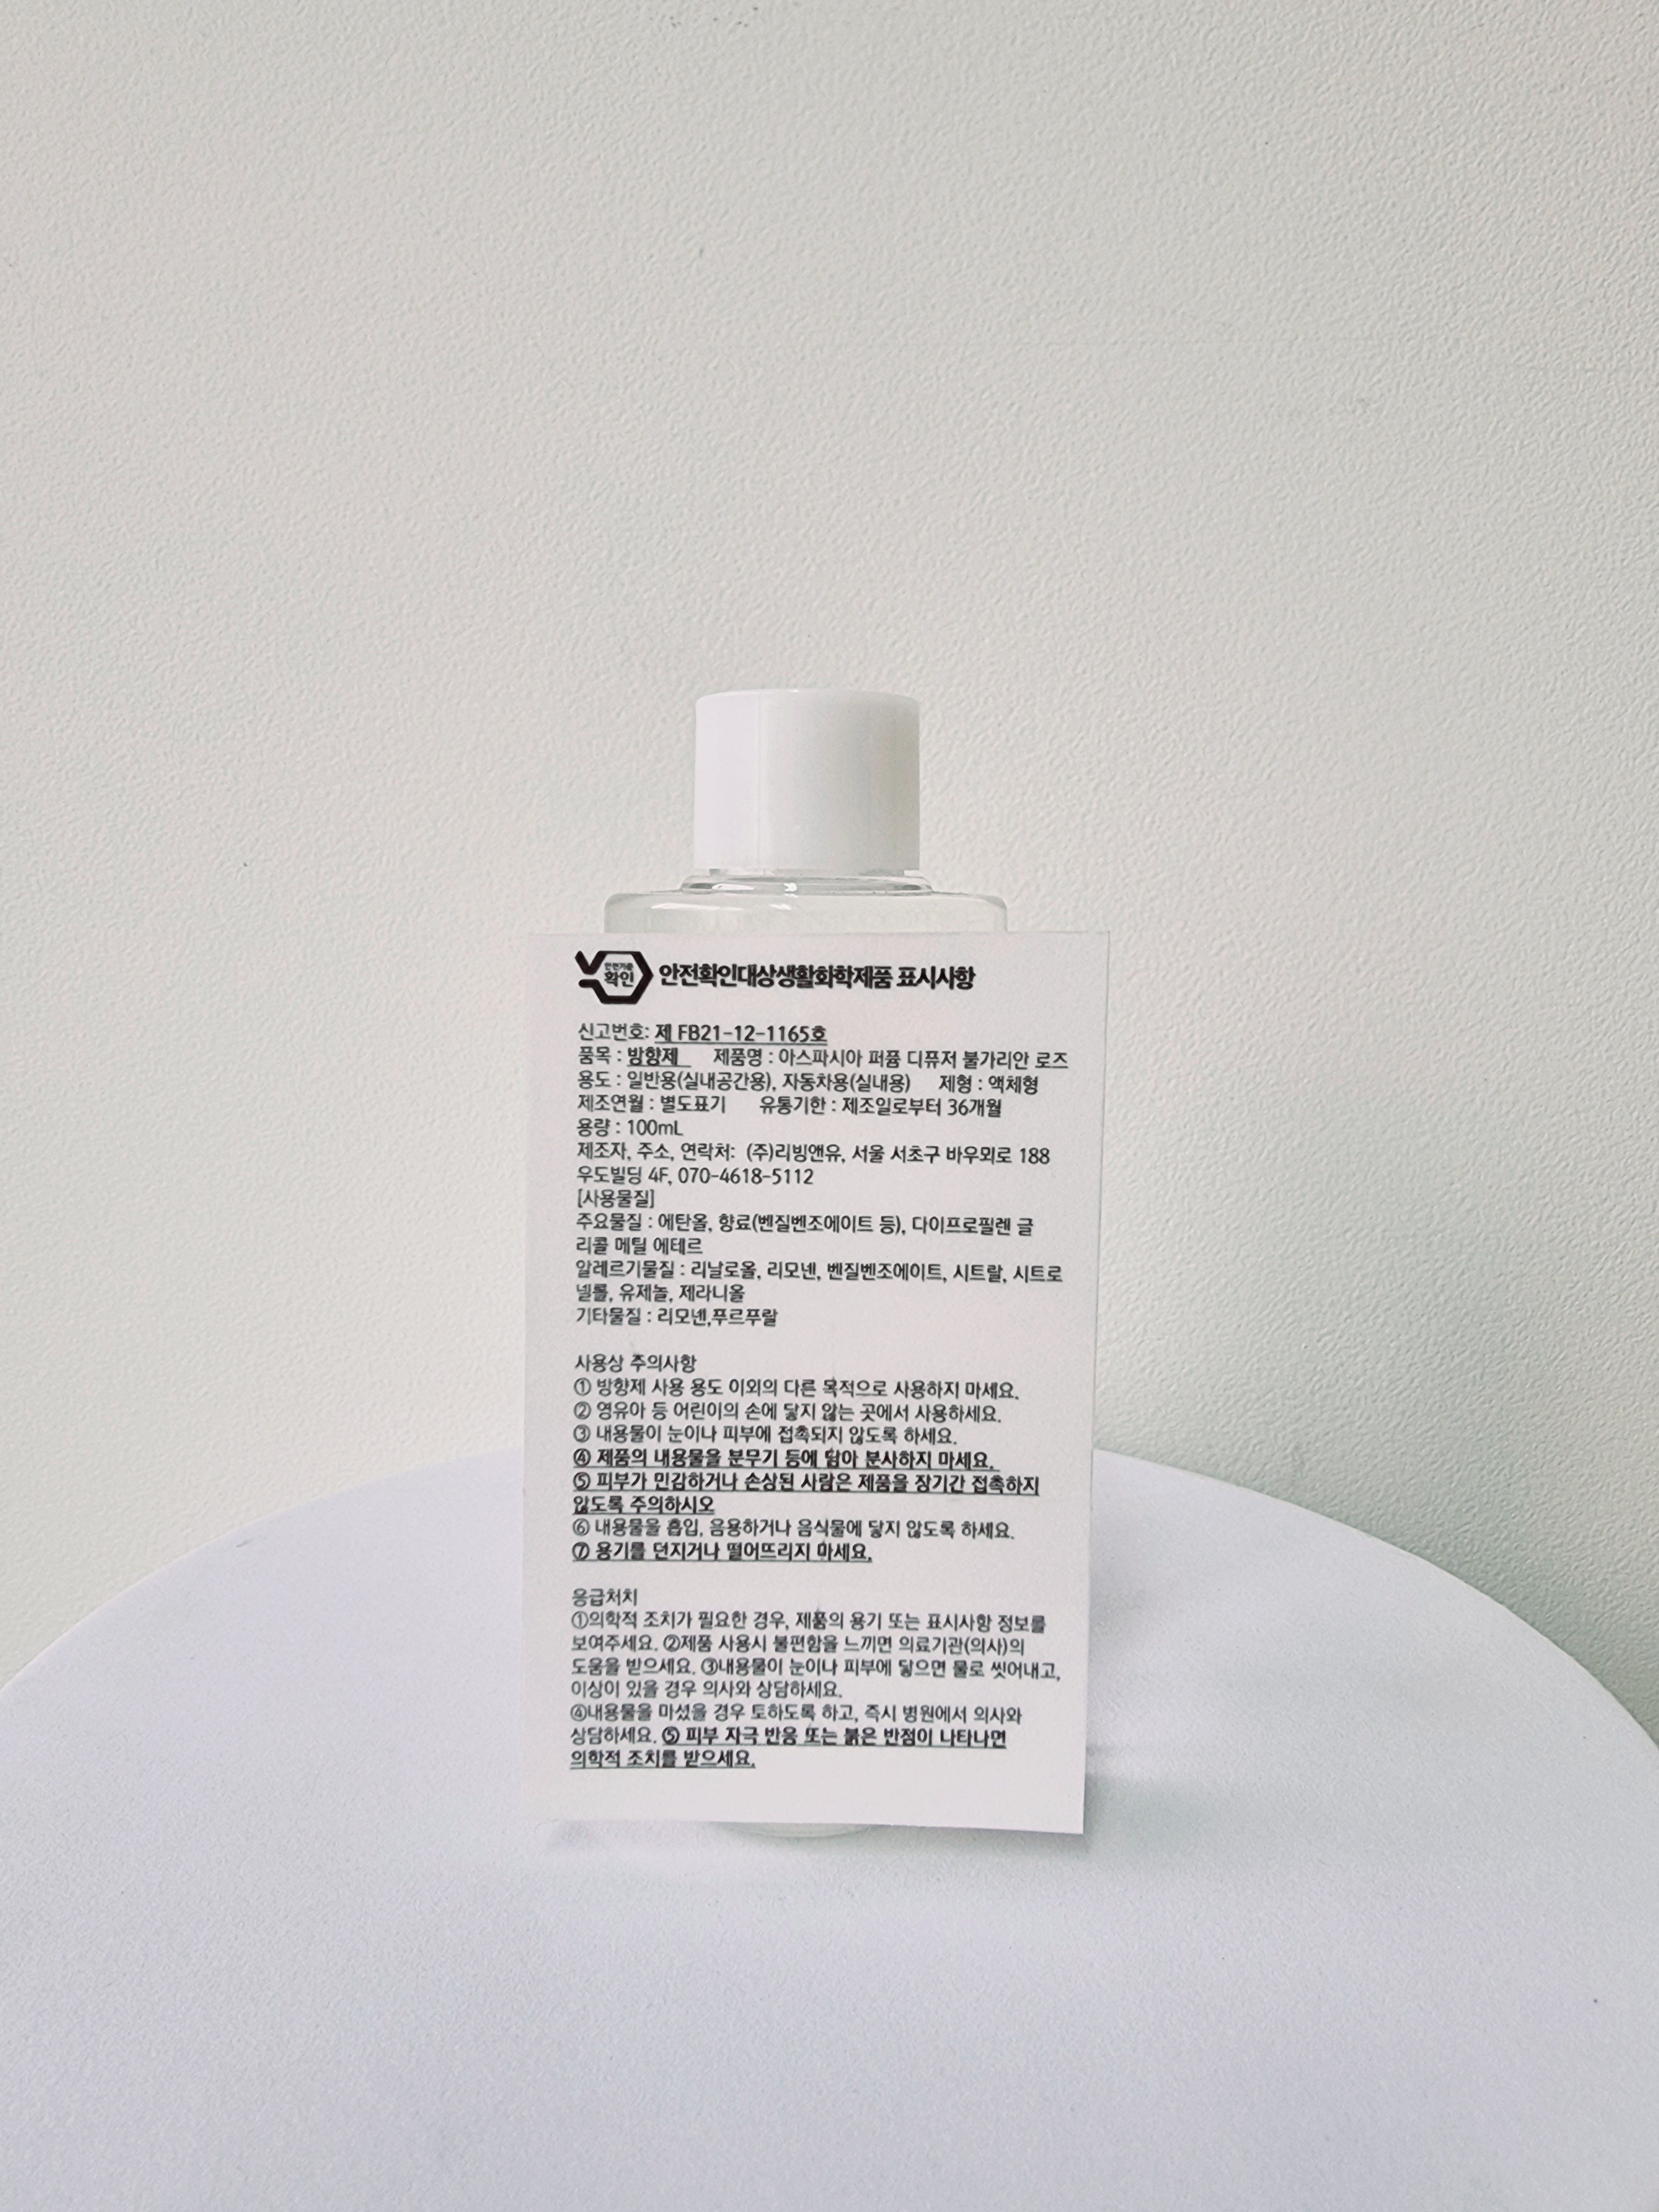 안전기준
확인
안전확인대상생활화학제품 표시사항
신고번호: 제 FB21-12-1165호
품목 : 방향제 제품명 : 아스파시아 퍼퓸 디퓨저 불가리안 로즈
용도 : 일반용(실내공간용), 자동차용(실내용) 제형 : 액체형
제조연월 : 별도표기 유통기한 : 제조일로부터 36개월
용량 : 100mL
제조자, 주소, 연락처: (주)리빙앤유, 서울 서초구 바우뫼로 188
우도빌딩 4F, 070-4618-5112
[사용물질]
주요물질 : 에탄올, 향료(벤질벤조에이트 등), 다이프로필렌 글
리콜 메틸 에테르
알레르기물질 : 리날로올, 리모넨, 벤질벤조에이트, 시트랄, 시트로
넬롤, 유제놀, 제라니올
기타물질 : 리모넨,푸르푸랄
사용상 주의사항
① 방향제 사용 용도 이외의 다른 목적으로 사용하지 마세요.
② 영유아 등 어린이의 손에 닿지 않는 곳에서 사용하세요.
③ 내용물이 눈이나 피부에 접촉되지 않도록 하세요.
④ 제품의 내용물을 분무기 등에 담아 분사하지 마세요.
⑤ 피부가 민감하거나 손상된 사람은 제품을 장기간 접촉하지
않도록 주의하시오
⑥ 내용물을 흡입, 음용하거나 음식물에 닿지 않도록 하세요.
⑦ 용기를 던지거나 떨어뜨리지 마세요.
응급처치
①의학적 조치가 필요한 경우, 제품의 용기 또는 표시사항 정보를
보여주세요. ②제품 사용시 불편함을 느끼면 의료기관(의사)의
도움을 받으세요. ③내용물이 눈이나 피부에 닿으면 물로 씻어내고,
이상이 있을 경우 의사와 상담하세요.
④내용물을 마셨을 경우 토하도록 하고, 즉시 병원에서 의사와
상담하세요. ⑤ 피부 자극 반응 또는 붉은 반점이 나타나면
의학적 조치를 받으세요.